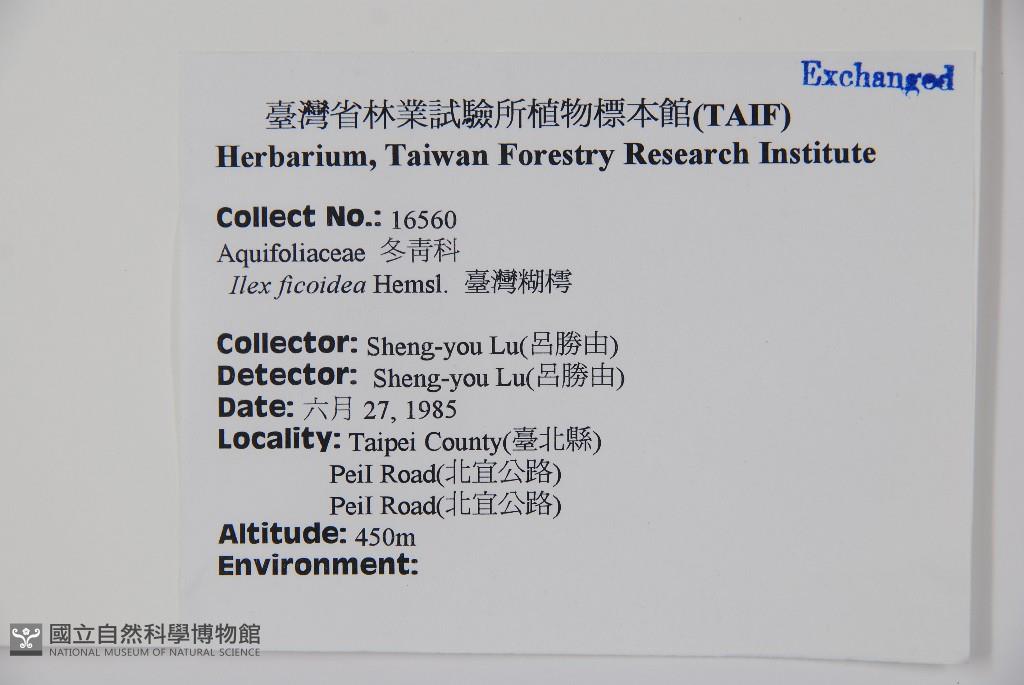 Exchanged
臺灣省林業試驗所植物標本館(TAIF)
Herbarium, Taiwan Forestry Research Institute
Collect No.: 16560
Aquifoliaceae 冬青科
Ilex ficoidea Hemsl. 臺灣糊樗
Collector: Sheng-you Lu(呂勝由)
Detector: Sheng-you Lu(呂勝由)
Date: 六月 27, 1985
Locality: Taipei County(臺北縣)
PeiI Road(北宜公路)
PeiI Road(北宜公路)
Altitude: 450m
Environment:
國立自然科學博物館
NATIONAL MUSEUM OF NATURAL SCIENCE